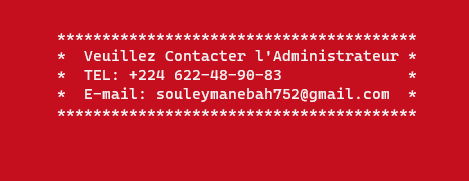 ****************************************
*  Veuillez Contacter l'Administrateur *
*  TEL: +224 622-48-90-83              *
*  E-mail: souleymanebah752@gmail.com  *
****************************************